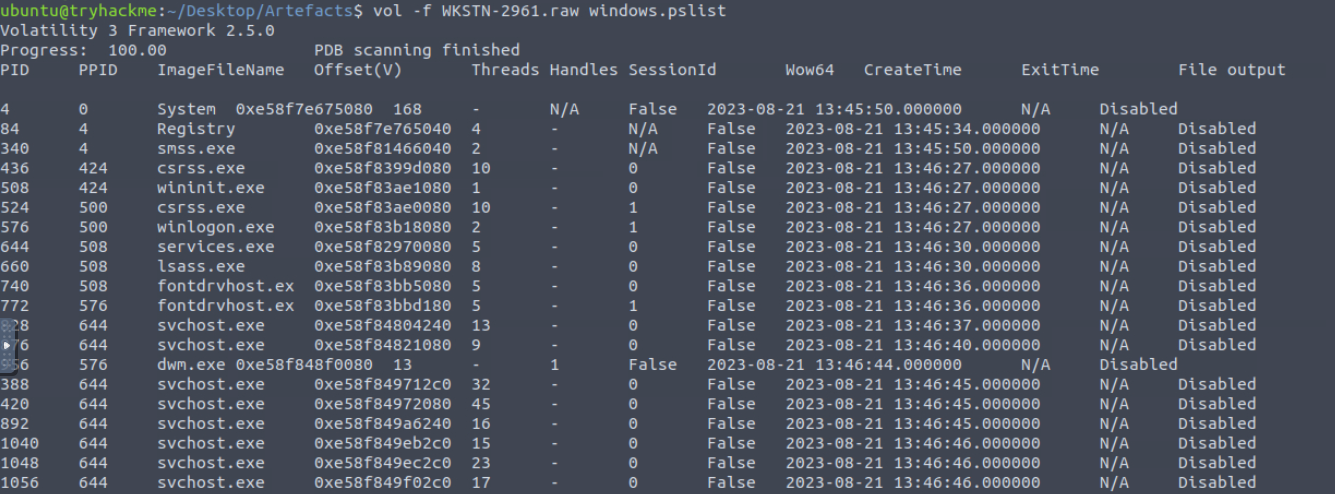 ubuntu@tryhackme:~/Desktop/Artefacts$ vol -f WKSTN-2961.raw windows.pslist
Volatility 3 Framework 2.5.0
Progress:  100.00               PDB scanning finished
PID     PPID    ImageFileName   Offset(V)       Threads Handles SessionId       Wow64   CreateTime      ExitTime        File output
4       0       System  0xe58f7e675080  168     -       N/A     False   2023-08-21 13:45:50.000000      N/A     Disabled
84      4       Registry        0xe58f7e765040  4       -       N/A     False   2023-08-21 13:45:34.000000      N/A     Disabled
340     4       smss.exe        0xe58f81466040  2       -       N/A     False   2023-08-21 13:45:50.000000      N/A     Disabled
436     424     csrss.exe       0xe58f8399d080  10      -       0       False   2023-08-21 13:46:27.000000      N/A     Disabled
508     424     wininit.exe     0xe58f83ae1080  1       -       0       False   2023-08-21 13:46:27.000000      N/A     Disabled
524     500     csrss.exe       0xe58f83ae0080  10      -       1       False   2023-08-21 13:46:27.000000      N/A     Disabled
576     500     winlogon.exe    0xe58f83b18080  2       -       1       False   2023-08-21 13:46:27.000000      N/A     Disabled
644     508     services.exe    0xe58f82970080  5       -       0       False   2023-08-21 13:46:30.000000      N/A     Disabled
660     508     lsass.exe       0xe58f83b89080  8       -       0       False   2023-08-21 13:46:30.000000      N/A     Disabled
740     508     fontdrvhost.ex  0xe58f83bb5080  5       -       0       False   2023-08-21 13:46:36.000000      N/A     Disabled
772     576     fontdrvhost.ex  0xe58f83bbd180  5       -       1       False   2023-08-21 13:46:36.000000      N/A     Disabled
644     svchost.exe     0xe58f84804240  13      -       0       False   2023-08-21 13:46:37.000000      N/A     Disabled
644     svchost.exe     0xe58f84821080  9       -       0       False   2023-08-21 13:46:40.000000      N/A     Disabled
576     dwm.exe 0xe58f848f0080  13      -       1       False   2023-08-21 13:46:44.000000      N/A     Disabled
388     644     svchost.exe     0xe58f849712c0  32      -       0       False   2023-08-21 13:46:45.000000      N/A     Disabled
420     644     svchost.exe     0xe58f84972080  45      -       0       False   2023-08-21 13:46:45.000000      N/A     Disabled
892     644     svchost.exe     0xe58f849a6240  16      -       0       False   2023-08-21 13:46:45.000000      N/A     Disabled
1040    644     svchost.exe     0xe58f849eb2c0  15      -       0       False   2023-08-21 13:46:46.000000      N/A     Disabled
1048    644     svchost.exe     0xe58f849ec2c0  23      -       0       False   2023-08-21 13:46:46.000000      N/A     Disabled
1056    644     svchost.exe     0xe58f849f02c0  17      -       0       False   2023-08-21 13:46:46.000000      N/A     Disabled